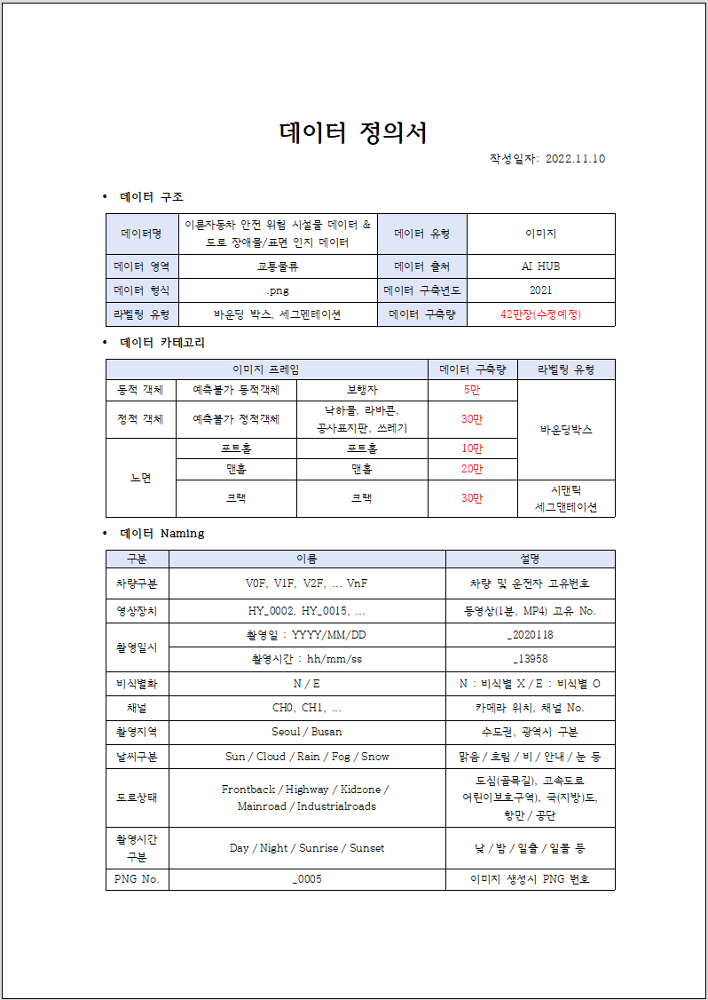 데이터 정의서
작성일자: 2022.11.10
• 데이터 구조
데이터명 이륜자동차 안전 위험 시설물 데이터 & 도로 장애물/표면 인지 데이터 데이터 유형 이미지
데이터 영역 교통물류 데이터 출처 AI HUB
데이터 형식 .png 데이터 구축년도 2021
라벨링 유형 바운딩 박스, 세그멘테이션 데이터 구축량 42만장(수정예정)
• 데이터 카테고리
이미지 프레임 데이터 구축량 라벨링 유형
동적 객체 예측불가 동적객체 보행자 5만 바운딩박스
정적 객체 예측불가 정적객체 낙하물, 라바콘, 공사표지판, 쓰레기 30만
노면 포트홀 포트홀 10만
맨홀 맨홀 20만
크랙 크랙 30만 시맨틱 세그맨테이션
• 데이터 Naming
구분 이름 설명
차량구분 V0F, V1F, V2F, ... VnF 차량 및 운전자 고유번호
영상장치 HY_0002, HY_0015, ... 동영상(1분, MP4) 고유 No.
촬영일시 촬영일 : YYYY/MM/DD _2020118
촬영시간 : hh/mm/ss _13958
비식별화 N / E N : 비식별 X / E : 비식별 O
채널 CH0, CH1, ... 카메라 위치, 채널 No.
촬영지역 Seoul / Busan 수도권, 광역시 구분
날씨구분 Sun / Cloud / Rain / Fog / Snow 맑음 / 흐림 / 비 / 안내 / 눈 등
도로상태 Frontback / Highway / Kidzone / Mainroad / Industrialroads 도심(골목길), 고속도로 어린이보호구역), 국(지방)도, 항만 / 공단
촬영시간 구분 Day / Night / Sunrise / Sunset 낮 / 밤 / 일출 / 일몰 등
PNG No. _0005 이미지 생성시 PNG 번호